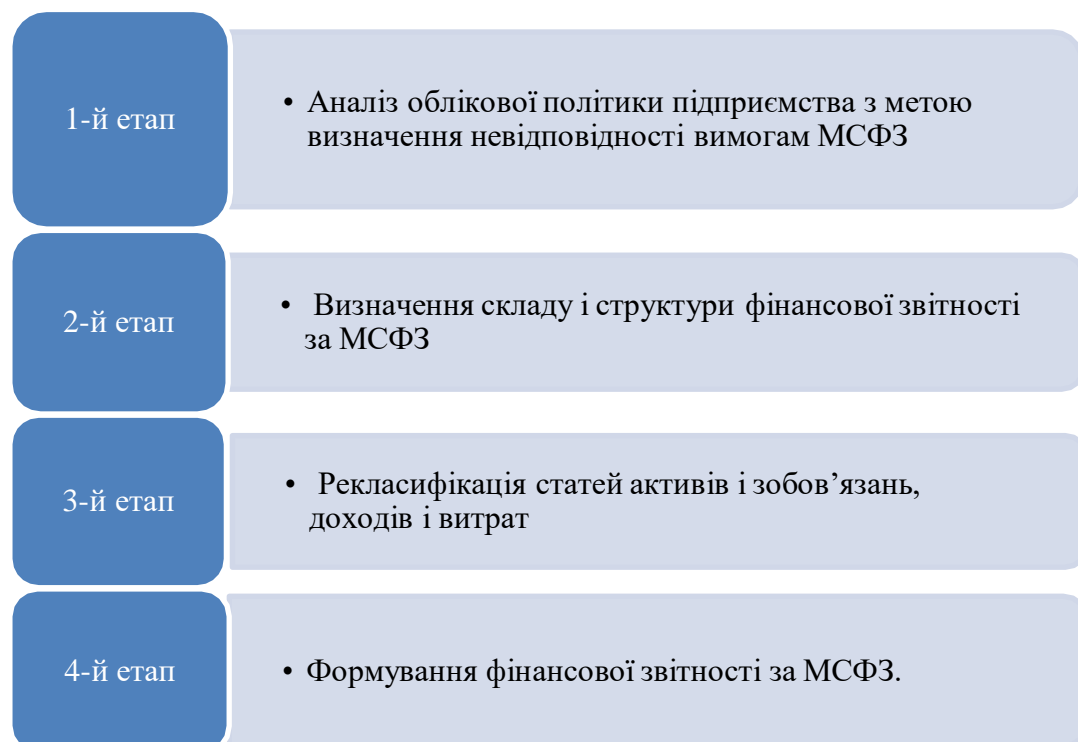 1-й етап
• Аналіз облікової політики підприємства з метою
визначення невідповідності вимогам МСФЗ
2-й етап
• Визначення складу і структури фінансової звітності
за МСФЗ
3-й етап
• Рекласифікація статей активів і зобов’язань,
доходів і витрат
4-й етап
• Формування фінансової звітності за МСФЗ.